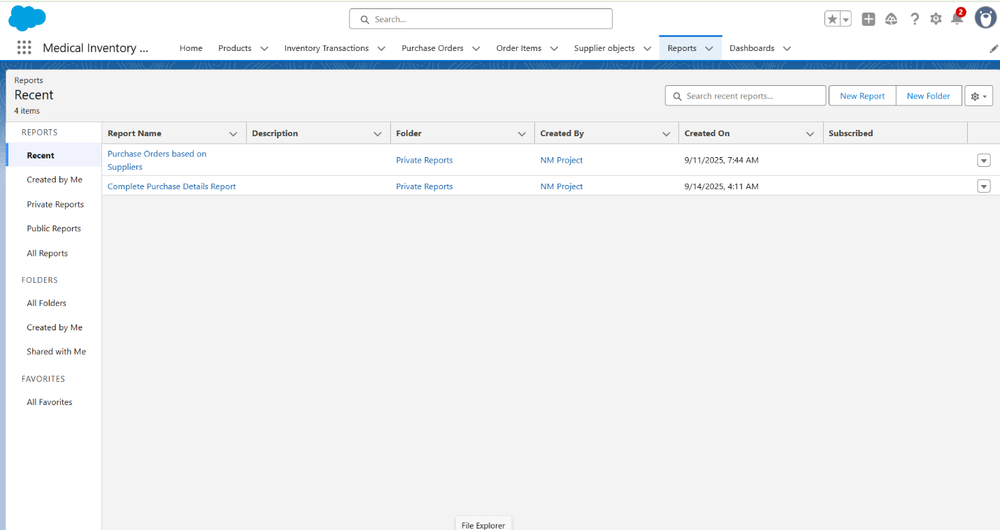 Search...
2
Medical Inventory ...
Home
Products
Inventory Transactions
Purchase Orders
Order Items
Supplier objects
Reports
Dashboards
Reports
Recent
4 items
Search recent reports...
New Report
New Folder
REPORTS
Recent
Created by Me
Private Reports
Public Reports
All Reports
FOLDERS
All Folders
Created by Me
Shared with Me
FAVORITES
All Favorites
Report Name
Description
Folder
Created By
Created On
Subscribed
Purchase Orders based on
Suppliers
Private Reports
NM Project
9/11/2025, 7:44 AM
Complete Purchase Details Report
Private Reports
NM Project
9/14/2025, 4:11 AM
File Explorer